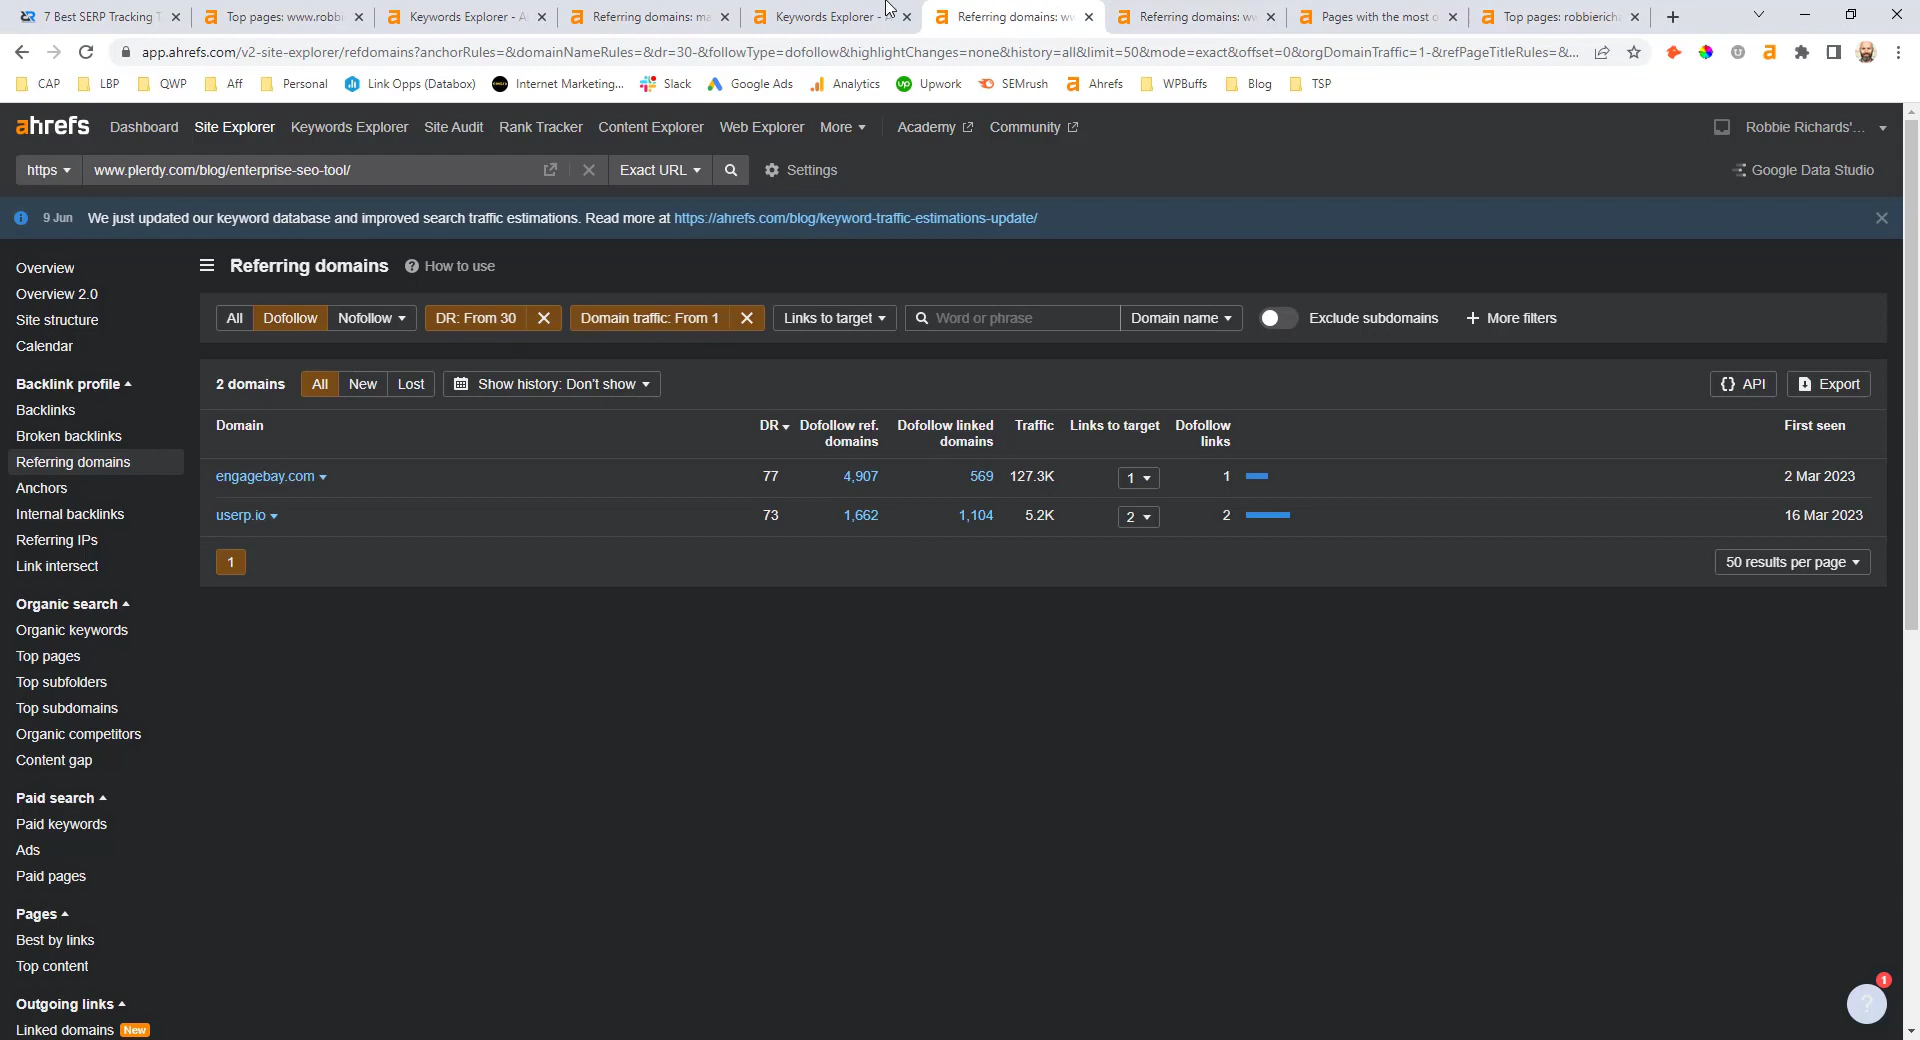 7 Best SERP Tracking T
Top pages: www.robbi
Keywords Explorer - A
Referring domains: ma
Keywords Explorer -
Referring domains: w
Referring domains: w
Pages with the most o
Top pages: robbierich
app.ahrefs.com/v2-site-explorer/refdomains?anchorRules=&domainNameRules=&dr=30-&followType=dofollow&highlightChanges=none&history=all&limit=50&mode=exact&offset=0&orgDomainTraffic=1-&refPageTitleRules=&...
CAP LBP QWP Aff Personal Link Opps (Databox) Internet Marketing... Slack Google Ads Analytics Upwork SEMrush Ahrefs WPBuffs Blog TSP
ahrefs Dashboard Site Explorer Keywords Explorer Site Audit Rank Tracker Content Explorer Web Explorer More Academy Community Robbie Richards'...
https www.plerdy.com/blog/enterprise-seo-tool/ Exact URL Settings Google Data Studio
9 Jun We just updated our keyword database and improved search traffic estimations. Read more at https://ahrefs.com/blog/keyword-traffic-estimations-update/
Overview
Overview 2.0
Site structure
Calendar
Backlink profile
Backlinks
Broken backlinks
Referring domains
Anchors
Internal backlinks
Referring IPs
Link intersect
Organic search
Organic keywords
Top pages
Top subfolders
Top subdomains
Organic competitors
Content gap
Paid search
Paid keywords
Ads
Paid pages
Pages
Best by links
Top content
Outgoing links
Linked domains New
Referring domains ? How to use
All Dofollow Nofollow DR: From 30 Domain traffic: From 1 Links to target Word or phrase Domain name Exclude subdomains + More filters
2 domains All New Lost Show history: Don't show {} API Export
Domain DR Dofollow ref. domains Dofollow linked domains Traffic Links to target Dofollow links First seen
engagebay.com 77 4,907 569 127.3K 1 1 2 Mar 2023
userp.io 73 1,662 1,104 5.2K 2 2 16 Mar 2023
1 50 results per page
1
?